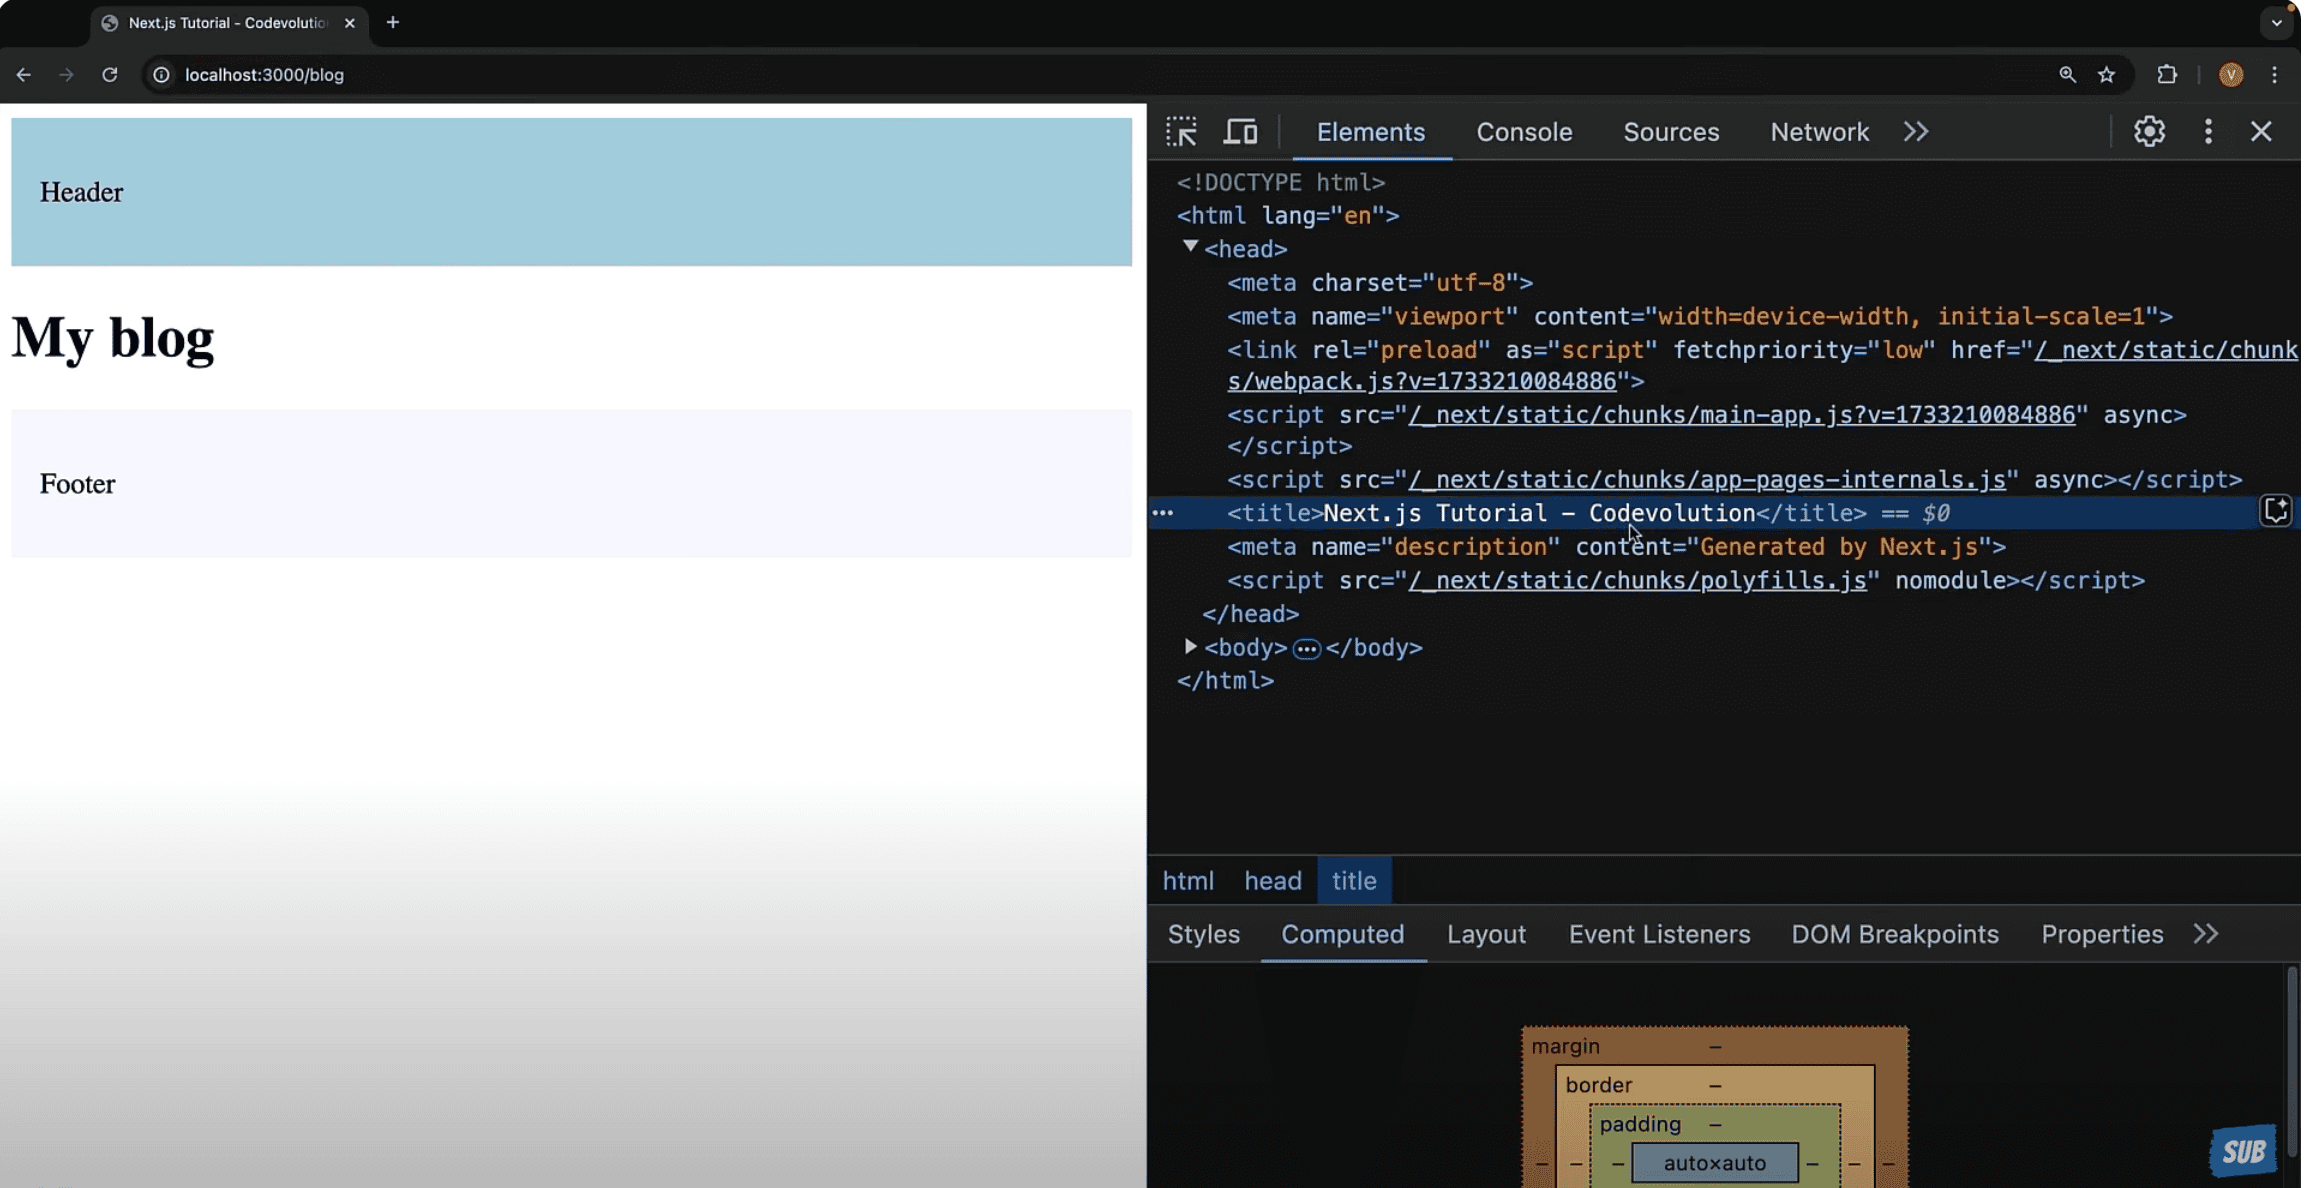 Next.js Tutorial - Codevolutio
localhost:3000/blog
V
Header
My blog
Footer
Elements Console Sources Network
<!DOCTYPE html>
<html lang="en">
<head>
<meta charset="utf-8">
<meta name="viewport" content="width=device-width, initial-scale=1">
<link rel="preload" as="script" fetchpriority="low" href="/_next/static/chunk
s/webpack.js?v=1733210084886">
<script src="/_next/static/chunks/main-app.js?v=1733210084886" async>
</script>
<script src="/_next/static/chunks/app-pages-internals.js" async></script>
<title>Next.js Tutorial – Codevolution</title> == $0
<meta name="description" content="Generated by Next.js">
<script src="/_next/static/chunks/polyfills.js" nomodule></script>
</head>
<body>…</body>
</html>
html head title
Styles Computed Layout Event Listeners DOM Breakpoints Properties
margin –
border –
padding –
– – – auto×auto – – –
SUB